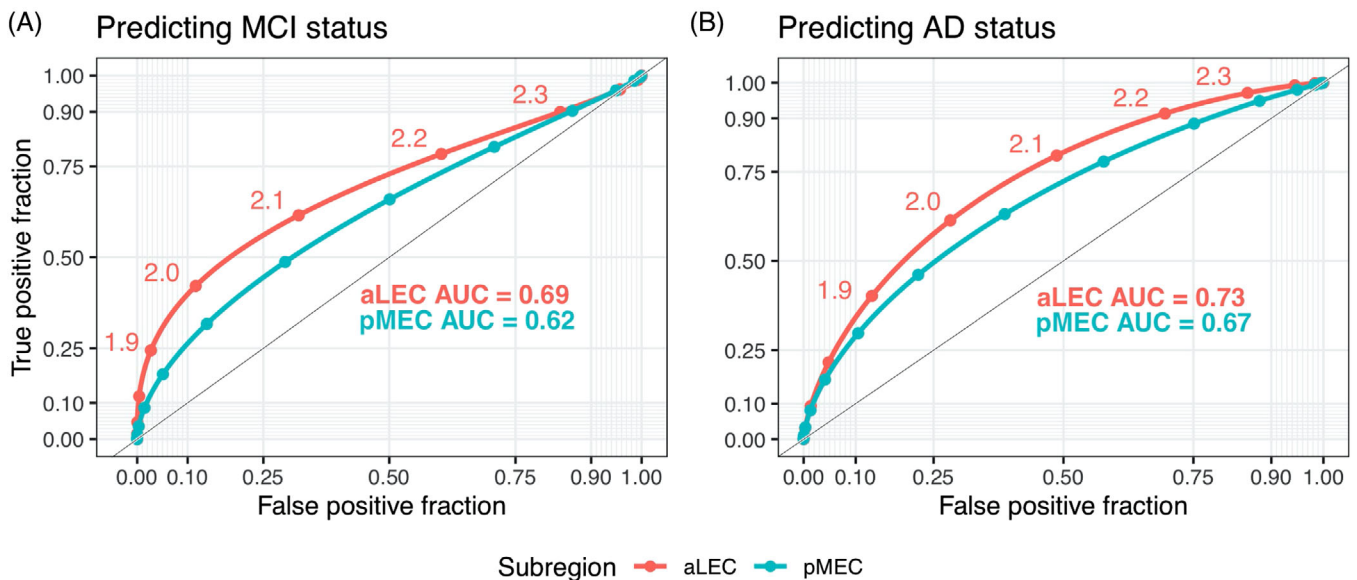 (A) Predicting MCI status
True positive fraction
1.00
0.90
0.75
0.50
0.25
0.10
0.00
2.3
2.2
2.1
2.0
1.9
aLEC AUC = 0.69
pMEC AUC = 0.62
0.00 0.10 0.25 0.50 0.75 0.90 1.00
False positive fraction
(B) Predicting AD status
1.00
0.90
0.75
0.50
0.25
0.10
0.00
2.3
2.2
2.1
2.0
1.9
aLEC AUC = 0.73
pMEC AUC = 0.67
0.00 0.10 0.25 0.50 0.75 0.90 1.00
False positive fraction
Subregion aLEC pMEC